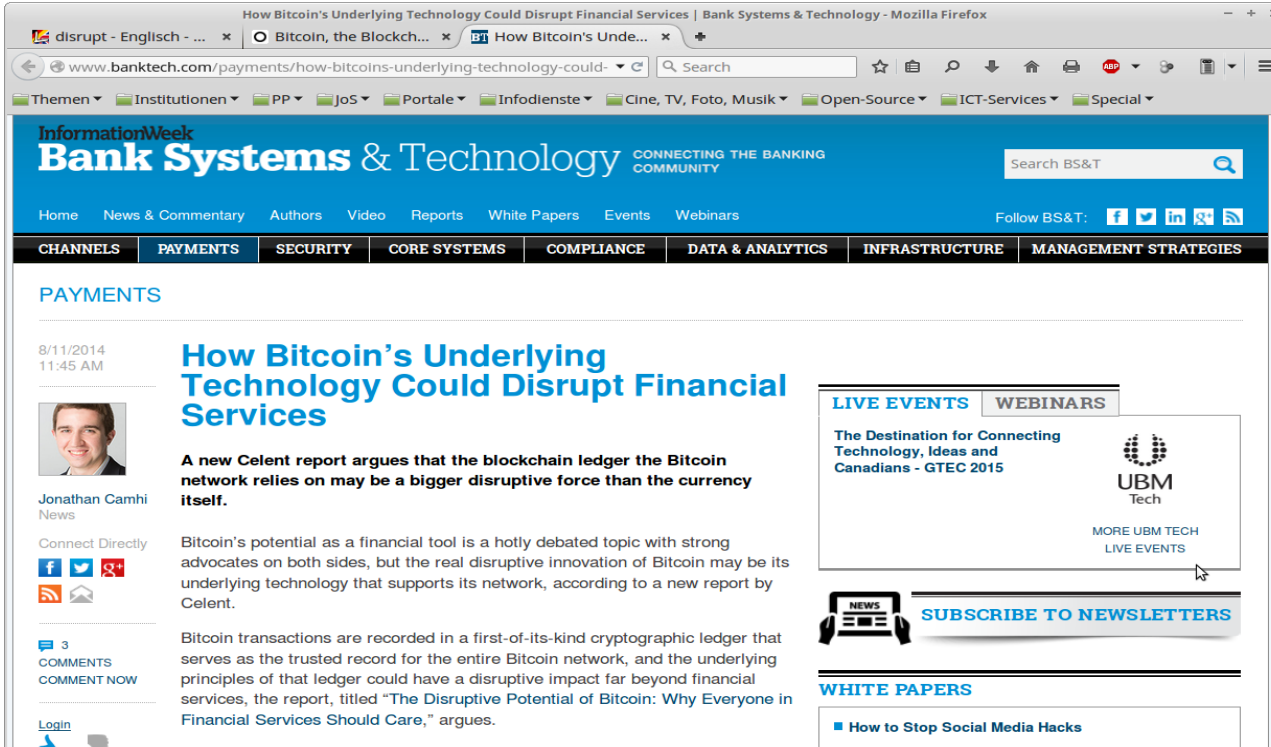 How Bitcoin's Underlying Technology Could Disrupt Financial Services | Bank Systems & Technology - Mozilla Firefox
disrupt - Englisch - ...
Bitcoin, the Blockch...
BT How Bitcoin's Unde...
www.banktech.com/payments/how-bitcoins-underlying-technology-could-
Search
ABP
Themen
Institutionen
PP
JoS
Portale
Infodienste
Cine, TV, Foto, Musik
Open-Source
ICT-Services
Special
InformationWeek
Bank Systems & Technology
CONNECTING THE BANKING
COMMUNITY
Search BS&T
Home
News & Commentary
Authors
Video
Reports
White Papers
Events
Webinars
Follow BS&T:
CHANNELS
PAYMENTS
SECURITY
CORE SYSTEMS
COMPLIANCE
DATA & ANALYTICS
INFRASTRUCTURE
MANAGEMENT STRATEGIES
PAYMENTS
8/11/2014
11:45 AM
Jonathan Camhi
News
Connect Directly
3
COMMENTS
COMMENT NOW
Login
How Bitcoin's Underlying
Technology Could Disrupt Financial
Services
A new Celent report argues that the blockchain ledger the Bitcoin
network relies on may be a bigger disruptive force than the currency
itself.
Bitcoin's potential as a financial tool is a hotly debated topic with strong
advocates on both sides, but the real disruptive innovation of Bitcoin may be its
underlying technology that supports its network, according to a new report by
Celent.
Bitcoin transactions are recorded in a first-of-its-kind cryptographic ledger that
serves as the trusted record for the entire Bitcoin network, and the underlying
principles of that ledger could have a disruptive impact far beyond financial
services, the report, titled “The Disruptive Potential of Bitcoin: Why Everyone in
Financial Services Should Care,” argues.
LIVE EVENTS
WEBINARS
The Destination for Connecting
Technology, Ideas and
Canadians - GTEC 2015
UBM
Tech
MORE UBM TECH
LIVE EVENTS
NEWS
SUBSCRIBE TO NEWSLETTERS
WHITE PAPERS
How to Stop Social Media Hacks